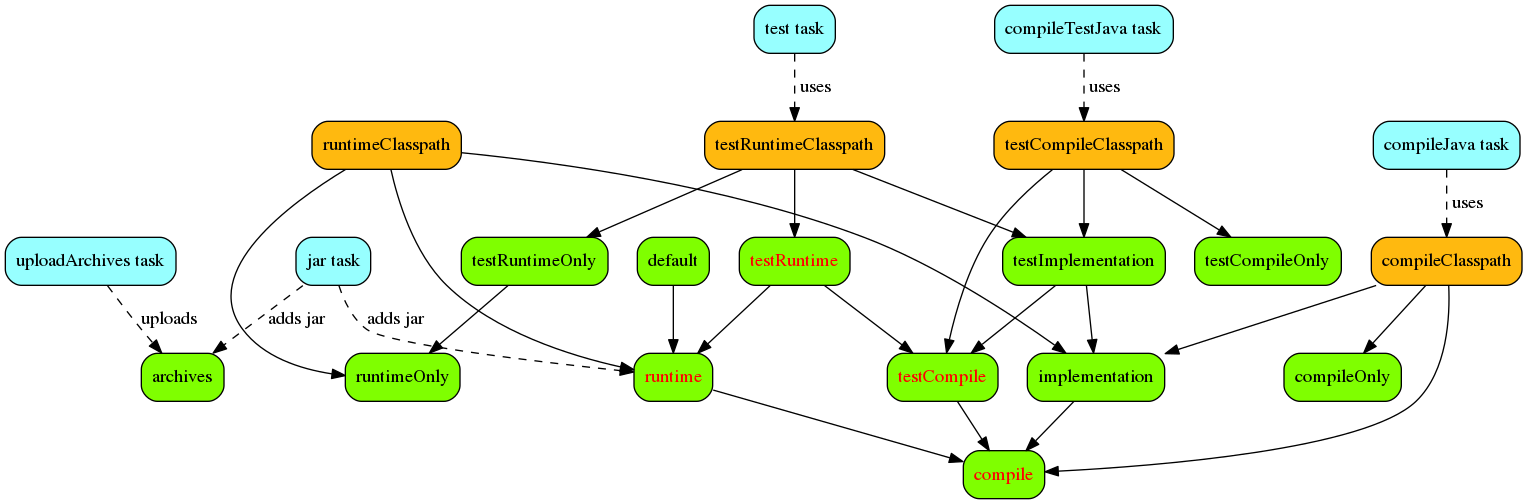 test task
compileTestJava task
uses
uses
runtimeClasspath
testRuntimeClasspath
testCompileClasspath
compileJava task
uses
uploadArchives task
jar task
testRuntimeOnly
default
testRuntime
testImplementation
testCompileOnly
compileClasspath
uploads
adds jar
adds jar
archives
runtimeOnly
runtime
testCompile
implementation
compileOnly
compile